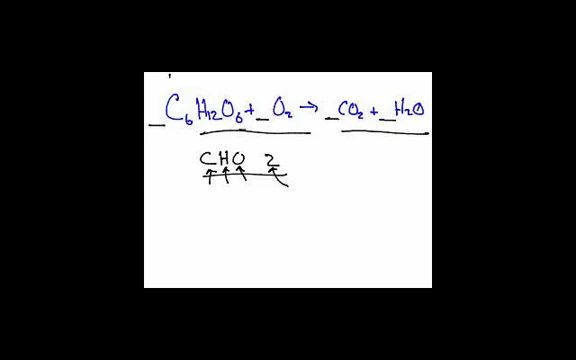 _C₆H₁₂O₆ + _O₂ → _CO₂ + _H₂O
CHO 2